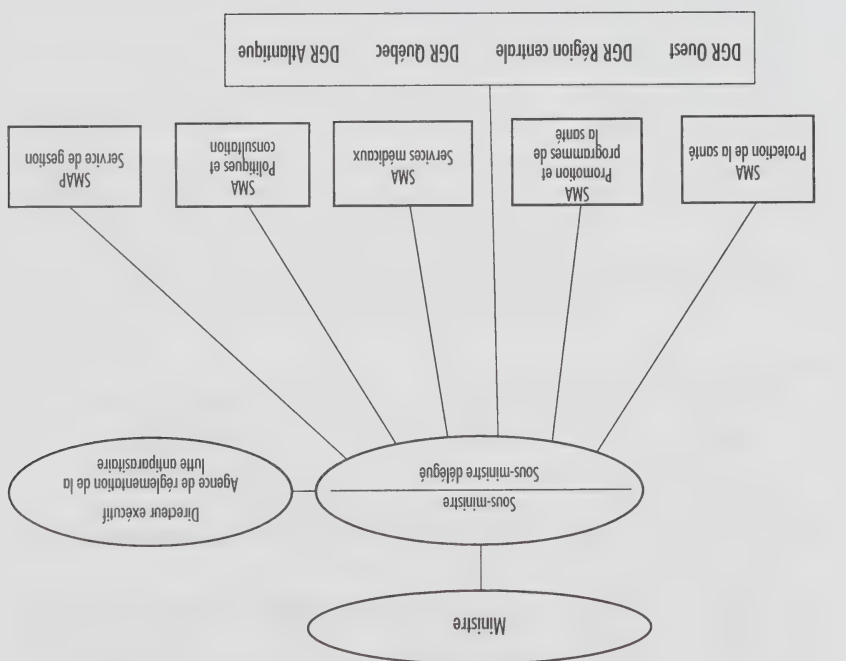 Ministre
Sous-ministre
Sous-ministre délégué
Directeur exécutif
Agence de réglementation de la
lutte antiparasitaire
SMA
Protection de la santé
SMA
Promotion et
programmes de
la santé
SMA
Services médicaux
SMA
Politiques et
consultation
SMAP
Service de gestion
DGR Ouest DGR Région centrale DGR Québec DGR Atlantique